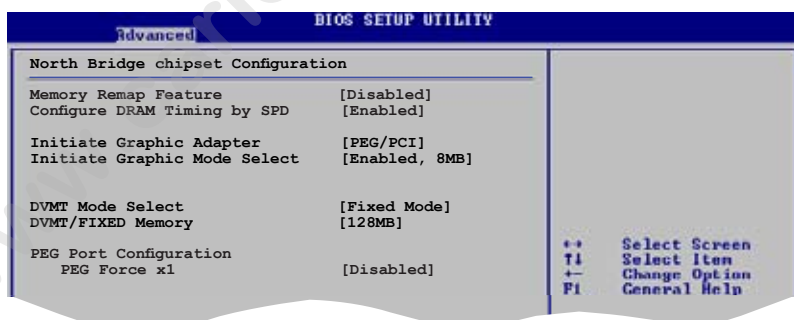 BIOS SETUP UTILITY
Advanced
North Bridge chipset Configuration
Memory Remap Feature [Disabled]
Configure DRAM Timing by SPD [Enabled]
Initiate Graphic Adapter [PEG/PCI]
Initiate Graphic Mode Select [Enabled, 8MB]
DVMT Mode Select [Fixed Mode]
DVMT/FIXED Memory [128MB]
PEG Port Configuration
PEG Force x1 [Disabled]
←→ Select Screen
↑↓ Select Item
+- Change Option
F1 General Help